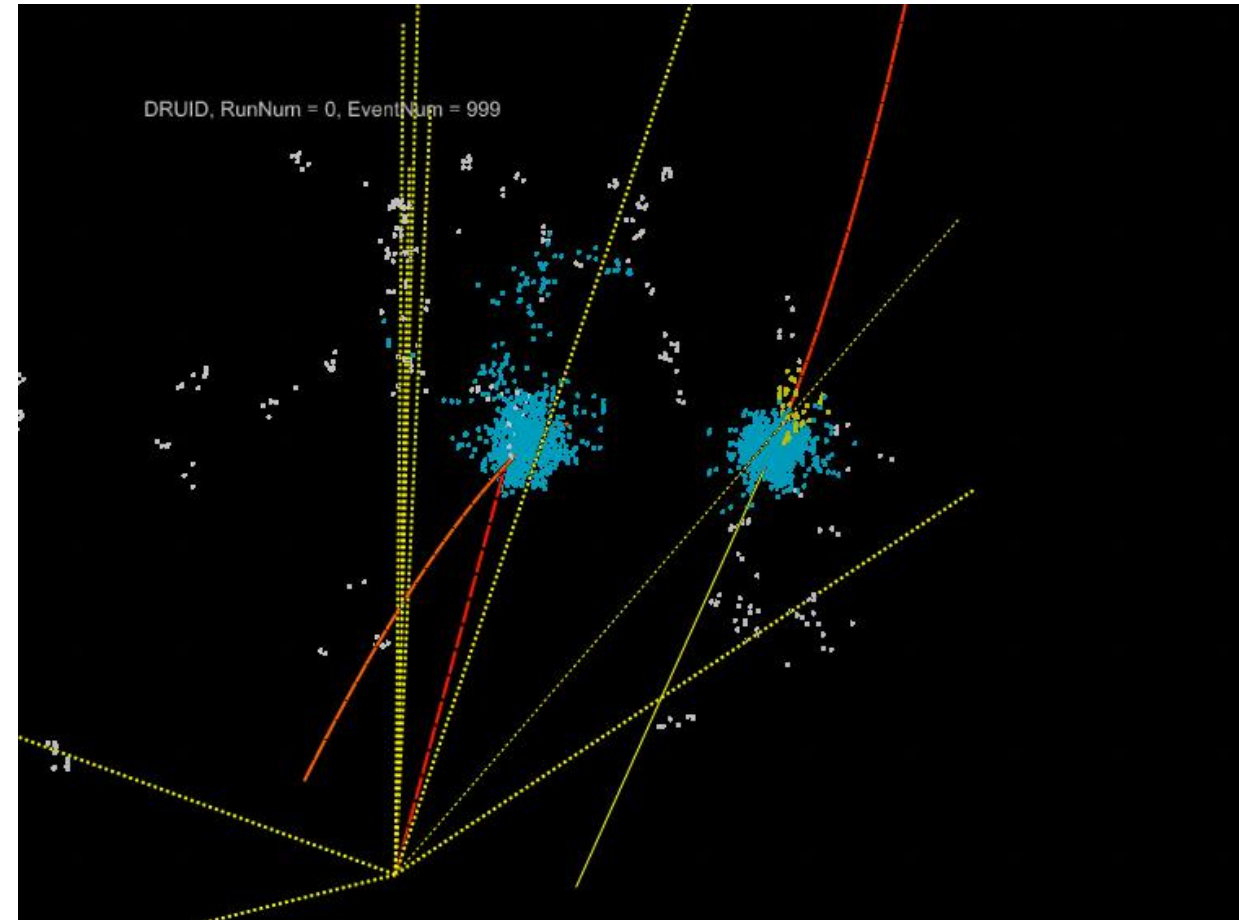 DRUID, RunNum = 0, EventNum = 999